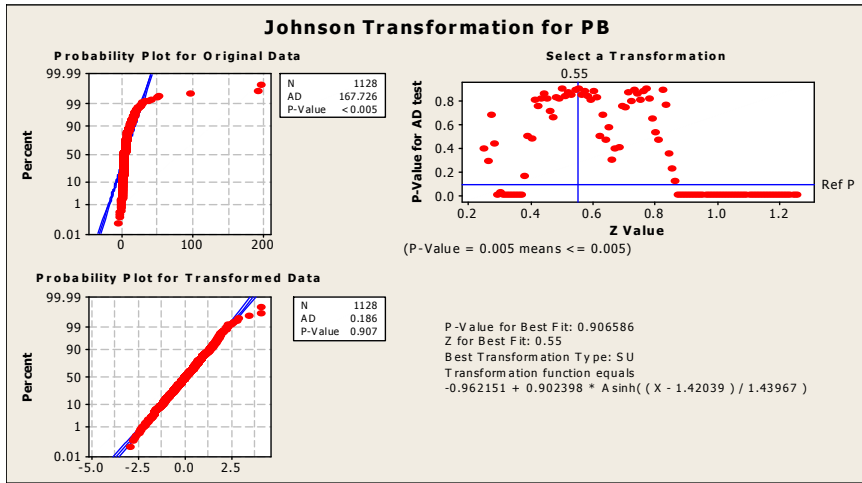 Johnson Transformation for PB
Probability Plot for Original Data
99.99
99
90
50
10
1
0.01
Percent
0
100
200
N 1128
AD 167.726
P-Value <0.005
Select a Transformation
0.55
0.8
0.6
0.4
0.2
0.0
P-Value for AD test
Ref P
0.2
0.4
0.6
0.8
1.0
1.2
Z Value
(P-Value = 0.005 means <= 0.005)
Probability Plot for Transformed Data
99.99
99
90
50
10
1
0.01
Percent
-5.0
-2.5
0.0
2.5
N 1128
AD 0.186
P-Value 0.907
P-Value for Best Fit: 0.906586
Z for Best Fit: 0.55
Best Transformation Type: SU
Transformation function equals
-0.962151 + 0.902398 * Asinh( ( X - 1.42039 ) / 1.43967 )